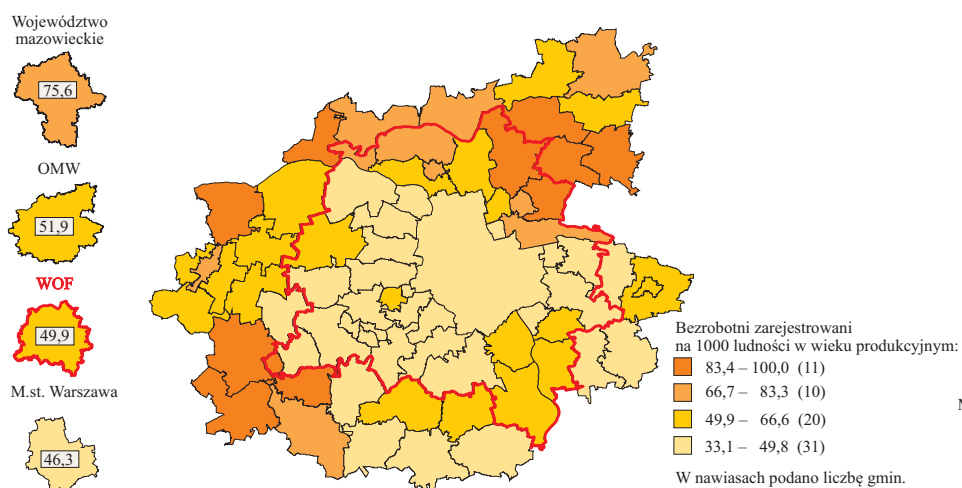 Województwo
mazowieckie
75,6
OMW
51,9
WOF
49,9
M.st. Warszawa
46,3
Bezrobotni zarejestrowani
na 1000 ludności w wieku produkcyjnym:
83,4 – 100,0 (11)
66,7 – 83,3 (10)
49,9 – 66,6 (20)
33,1 – 49,8 (31)
W nawiasach podano liczbę gmin.
M